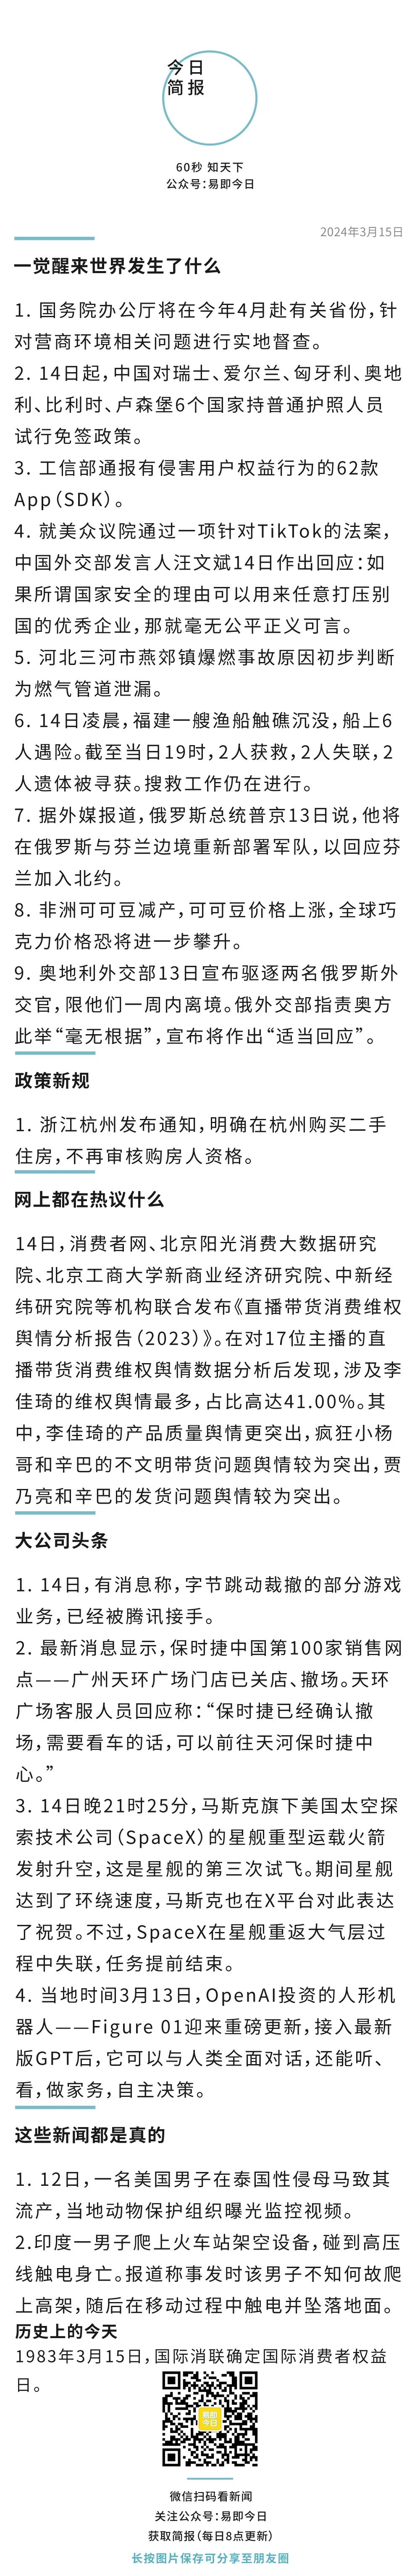 今日
简报
60秒 知天下
公众号：易即今日
2024年3月15日
一觉醒来世界发生了什么
1. 国务院办公厅将在今年4月赴有关省份，针
对营商环境相关问题进行实地督查。
2. 14日起，中国对瑞士、爱尔兰、匈牙利、奥地
利、比利时、卢森堡6个国家持普通护照人员
试行免签政策。
3. 工信部通报有侵害用户权益行为的62款
App（SDK）。
4. 就美众议院通过一项针对TikTok的法案，
中国外交部发言人汪文斌14日作出回应：如
果所谓国家安全的理由可以用来任意打压别
国的优秀企业，那就毫无公平正义可言。
5. 河北三河市燕郊镇爆燃事故原因初步判断
为燃气管道泄漏。
6. 14日凌晨，福建一艘渔船触礁沉没，船上6
人遇险。截至当日19时，2人获救，2人失联，2
人遗体被寻获。搜救工作仍在进行。
7. 据外媒报道，俄罗斯总统普京13日说，他将
在俄罗斯与芬兰边境重新部署军队，以回应芬
兰加入北约。
8. 非洲可可豆减产，可可豆价格上涨，全球巧
克力价格恐将进一步攀升。
9. 奥地利外交部13日宣布驱逐两名俄罗斯外
交官，限他们一周内离境。俄外交部指责奥方
此举“毫无根据”，宣布将作出“适当回应”。
政策新规
1. 浙江杭州发布通知，明确在杭州购买二手
住房，不再审核购房人资格。
网上都在热议什么
14日，消费者网、北京阳光消费大数据研究
院、北京工商大学新商业经济研究院、中新经
纬研究院等机构联合发布《直播带货消费维权
舆情分析报告（2023）》。在对17位主播的直
播带货消费维权舆情数据分析后发现，涉及李
佳琦的维权舆情最多，占比高达41.00%。其
中，李佳琦的产品质量舆情更突出，疯狂小杨
哥和辛巴的不文明带货问题舆情较为突出，贾
乃亮和辛巴的发货问题舆情较为突出。
大公司头条
1. 14日，有消息称，字节跳动裁撤的部分游戏
业务，已经被腾讯接手。
2. 最新消息显示，保时捷中国第100家销售网
点——广州天环广场门店已关店、撤场。天环
广场客服人员回应称：“保时捷已经确认撤
场，需要看车的话，可以前往天河保时捷中
心。”
3. 14日晚21时25分，马斯克旗下美国太空探
索技术公司（SpaceX）的星舰重型运载火箭
发射升空，这是星舰的第三次试飞。期间星舰
达到了环绕速度，马斯克也在X平台对此表达
了祝贺。不过，SpaceX在星舰重返大气层过
程中失联，任务提前结束。
4. 当地时间3月13日，OpenAI投资的人形机
器人——Figure 01迎来重磅更新，接入最新
版GPT后，它可以与人类全面对话，还能听、
看，做家务，自主决策。
这些新闻都是真的
1. 12日，一名美国男子在泰国性侵母马致其
流产，当地动物保护组织曝光监控视频。
2.印度一男子爬上火车站架空设备，碰到高压
线触电身亡。报道称事发时该男子不知何故爬
上高架，随后在移动过程中触电并坠落地面。
历史上的今天
1983年3月15日，国际消联确定国际消费者权益
日。
易即
今日
微信扫码看新闻
关注公众号：易即今日
获取简报（每日8点更新）
长按图片保存可分享至朋友圈